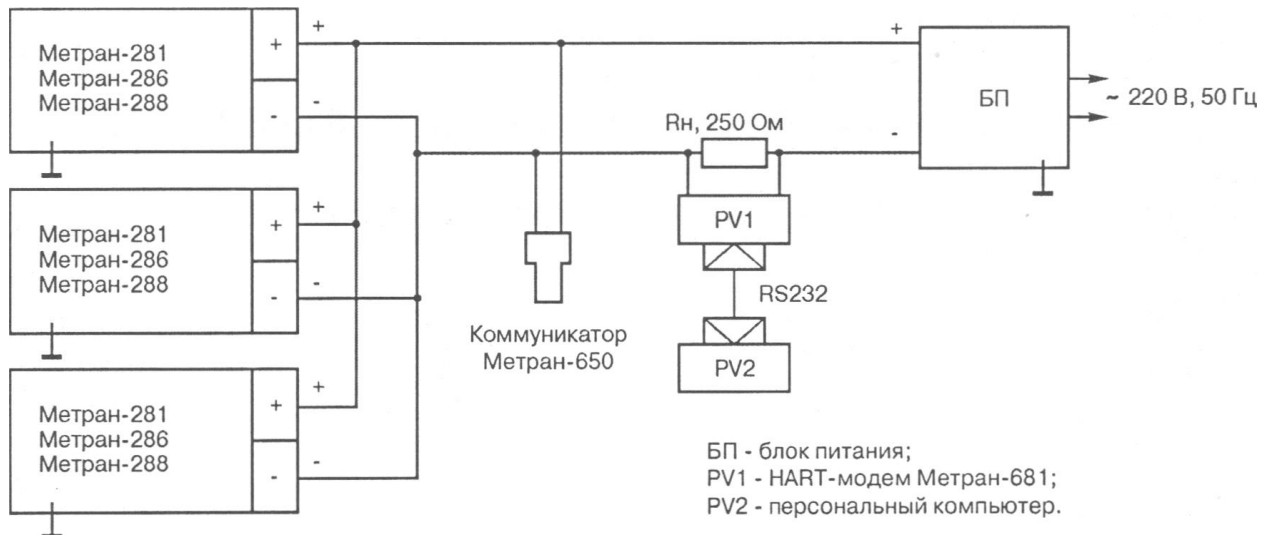 Метран-281
Метран-286
Метран-288
+
-
+
-
+
-
БП
~ 220 В, 50 Гц
Rн, 250 Ом
PV1
RS232
PV2
Коммуникатор
Метран-650
Метран-281
Метран-286
Метран-288
+
-
+
-
Метран-281
Метран-286
Метран-288
+
-
+
-
БП - блок питания;
PV1 - HART-модем Метран-681;
PV2 - персональный компьютер.